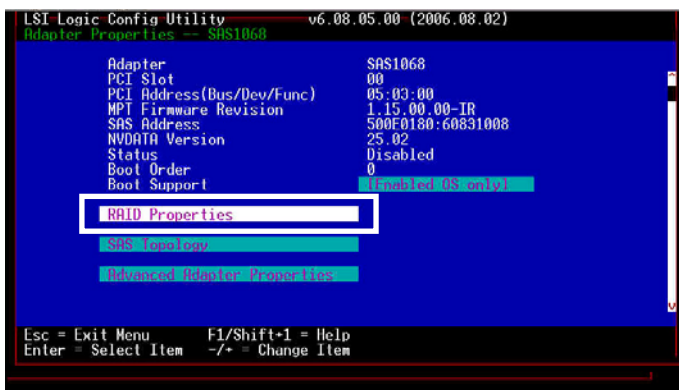 LSI Logic Config Utility v6.08.05.00 (2006.08.02)
Adapter Properties -- SAS1068
Adapter SAS1068
PCI Slot 00
PCI Address(Bus/Dev/Func) 05:03:00
MPT Firmware Revision 1.15.00.00-IR
SAS Address 500E0180:60831008
NVDATA Version 25.02
Status Disabled
Boot Order 0
Boot Support [Enabled OS only]
RAID Properties
SAS Topology
Advanced Adapter Properties
Esc = Exit Menu F1/Shift+1 = Help
Enter = Select Item -/+ = Change Item